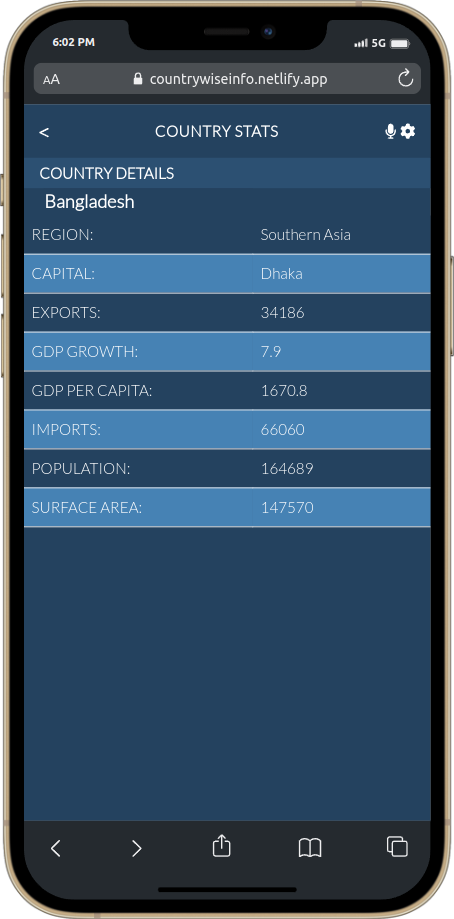 6:02 PM 5G
AA countrywiseinfo.netlify.app
< COUNTRY STATS
COUNTRY DETAILS
Bangladesh
REGION: Southern Asia
CAPITAL: Dhaka
EXPORTS: 34186
GDP GROWTH: 7.9
GDP PER CAPITA: 1670.8
IMPORTS: 66060
POPULATION: 164689
SURFACE AREA: 147570